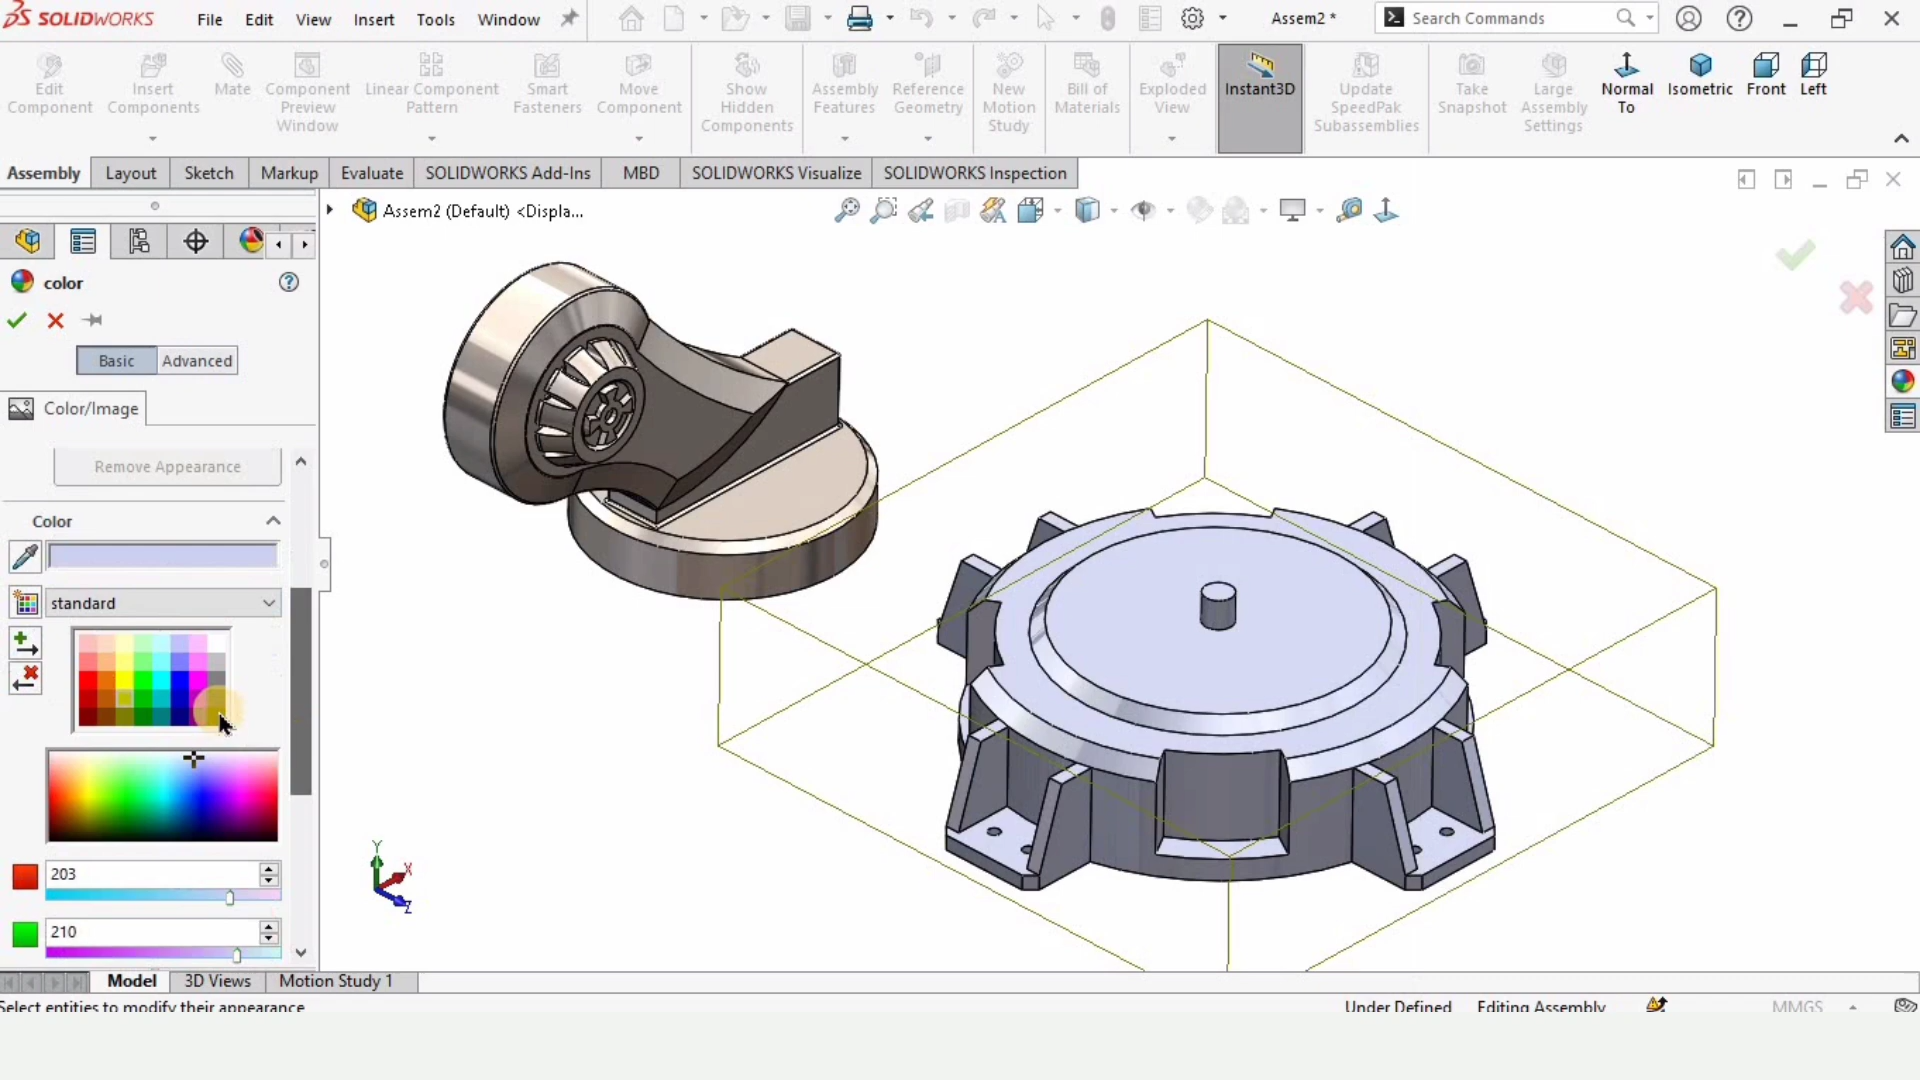 SOLIDWORKS File Edit View Insert Tools Window Assem2 * Search Commands
Edit Component
Insert Components
Mate
Component Preview Window
Linear Component Pattern
Smart Fasteners
Move Component
Show Hidden Components
Assembly Features
Reference Geometry
New Motion Study
Bill of Materials
Exploded View
Instant3D
Update SpeedPak Subassemblies
Take Snapshot
Large Assembly Settings
Normal To
Isometric
Front
Left
Assembly Layout Sketch Markup Evaluate SOLIDWORKS Add-Ins MBD SOLIDWORKS Visualize SOLIDWORKS Inspection
Assem2 (Default) <Displa...
color
Basic Advanced
Color/Image
Remove Appearance
Color
standard
203
210
Y
X
Z
Model 3D Views Motion Study 1
Select entities to modify their appearance Under Defined Editing Assembly MMGS